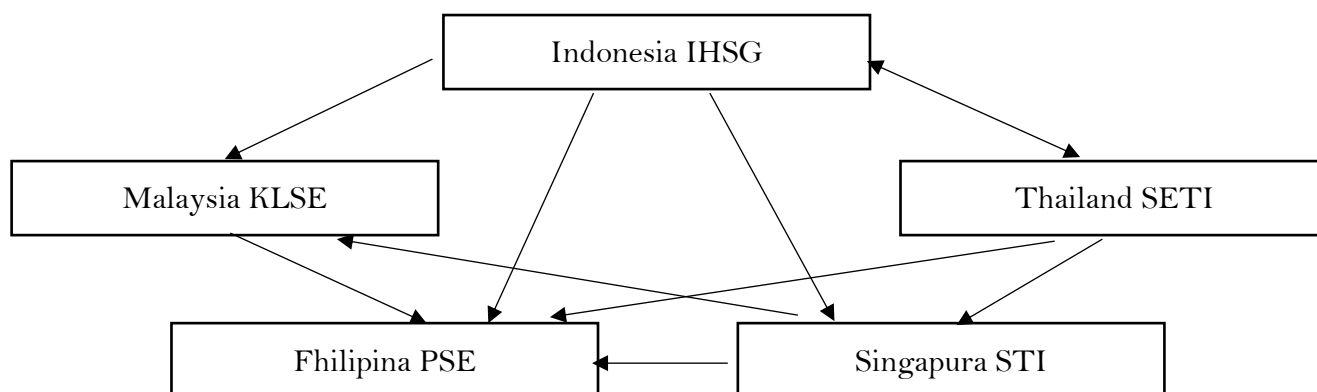 Indonesia IHSG
Malaysia KLSE
Thailand SETI
Fhilipina PSE
Singapura STI